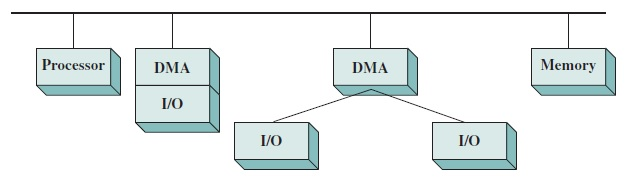 Processor
DMA
I/O
DMA
Memory
I/O
I/O